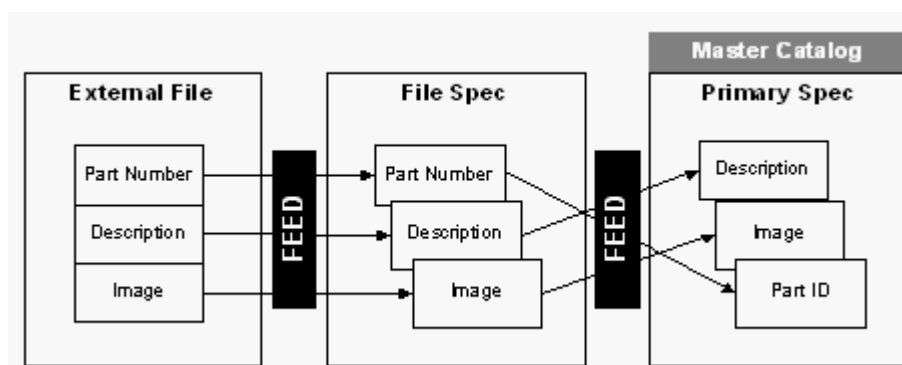 Master Catalog
External File
File Spec
Primary Spec
Part Number
Description
Image
FEED
Part Number
Description
Image
FEED
Description
Image
Part ID